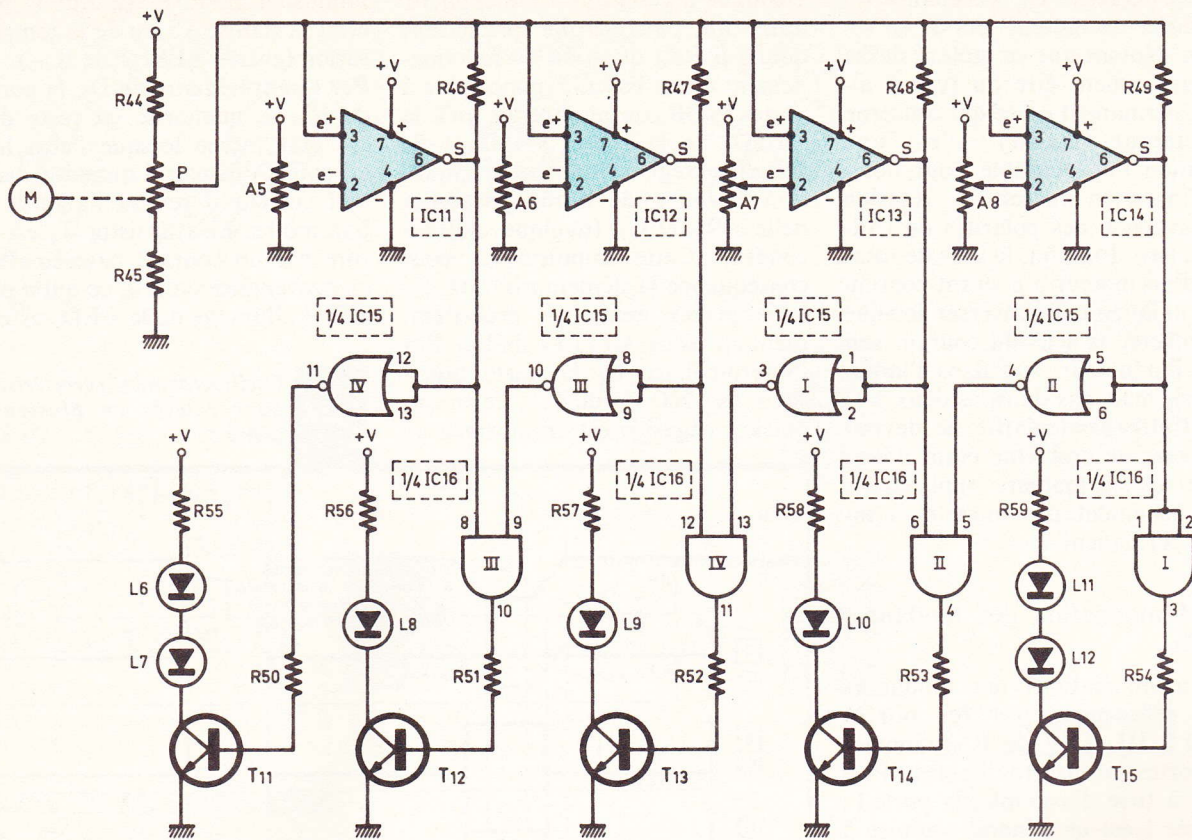 +V
R44
P
M
R45
+V
A5
e+
e-
3
2
7
4
6
+
-
+V
S
R46
IC11
+V
A6
e+
e-
3
2
7
4
6
+
-
+V
S
R47
IC12
+V
A7
e+
e-
3
2
7
4
6
+
-
+V
S
R48
IC13
+V
A8
e+
e-
3
2
7
4
6
+
-
+V
S
R49
IC14
1/4 IC15
11
IV
12
13
1/4 IC15
10
III
8
9
1/4 IC15
3
I
1
2
1/4 IC15
4
II
5
6
1/4 IC16
8
9
III
10
1/4 IC16
12
13
IV
11
1/4 IC16
6
5
II
4
1/4 IC16
1
2
I
3
+V
R55
L6
L7
R50
T11
+V
R56
L8
R51
T12
+V
R57
L9
R52
T13
+V
R58
L10
R53
T14
+V
R59
L11
L12
R54
T15